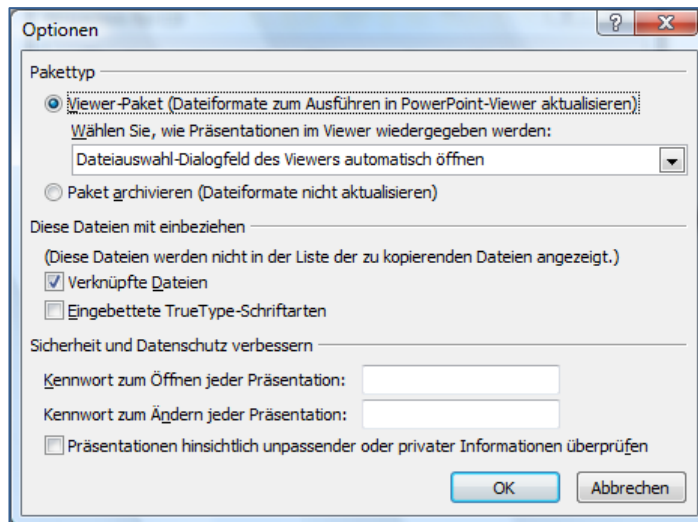 Optionen
Pakettyp
Viewer-Paket (Dateiformate zum Ausführen in PowerPoint-Viewer aktualisieren)
Wählen Sie, wie Präsentationen im Viewer wiedergegeben werden:
Dateiauswahl-Dialogfeld des Viewers automatisch öffnen
Paket archivieren (Dateiformate nicht aktualisieren)
Diese Dateien mit einbeziehen
(Diese Dateien werden nicht in der Liste der zu kopierenden Dateien angezeigt.)
Verknüpfte Dateien
Eingebettete TrueType-Schriftarten
Sicherheit und Datenschutz verbessern
Kennwort zum Öffnen jeder Präsentation:
Kennwort zum Ändern jeder Präsentation:
Präsentationen hinsichtlich unpassender oder privater Informationen überprüfen
OK Abbrechen